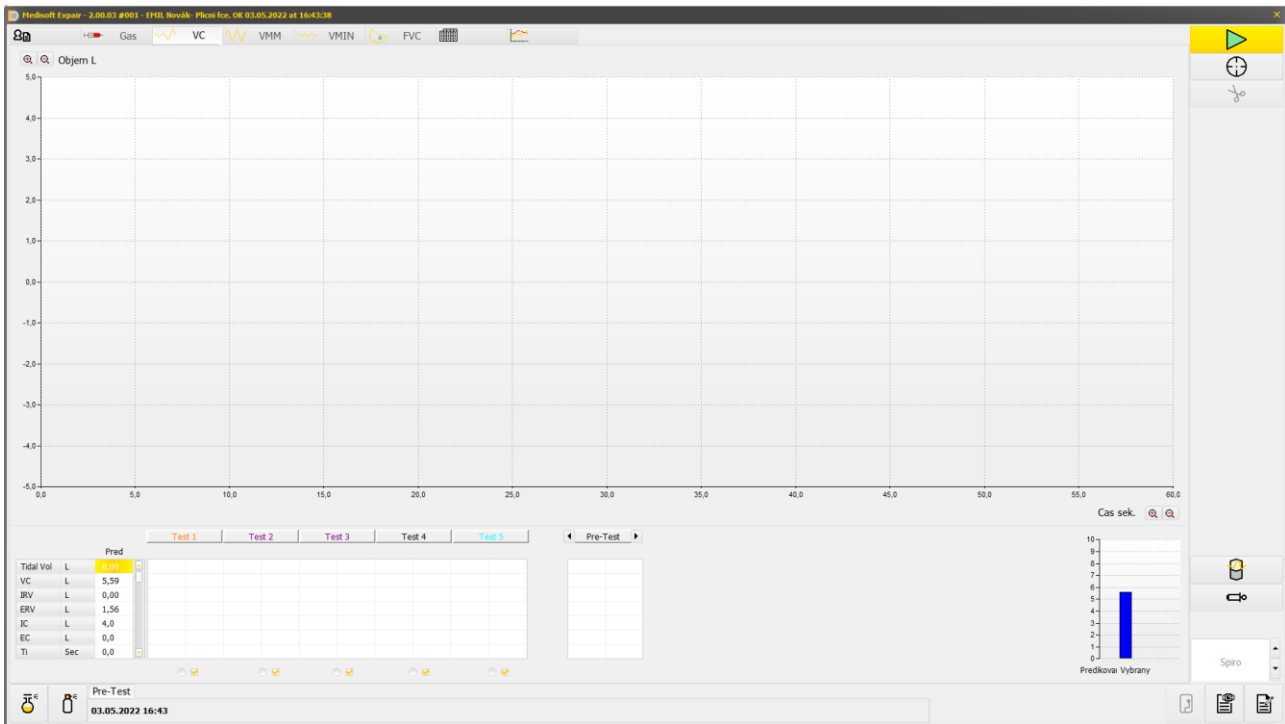 Medisoft Expair - 2.00.03 #001 - EMIL Novák- Plicni fce. OK 03.05.2022 at 16:43:38
Gas VC VMM VMIN FVC
Objem L
5,0
4,0
3,0
2,0
1,0
0,0
-1,0
-2,0
-3,0
-4,0
-5,0
0,0 5,0 10,0 15,0 20,0 25,0 30,0 35,0 40,0 45,0 50,0 55,0 60,0
Cas sek.
Test 1 Test 2 Test 3 Test 4 Test 5 Pre-Test
Pred
Tidal Vol L 0,00
VC L 5,59
IRV L 0,00
ERV L 1,56
IC L 4,0
EC L 0,0
Ti Sec 0,0
10
9
8
7
6
5
4
3
2
1
0
Predikovai Vybrany
Spiro
Pre-Test
03.05.2022 16:43